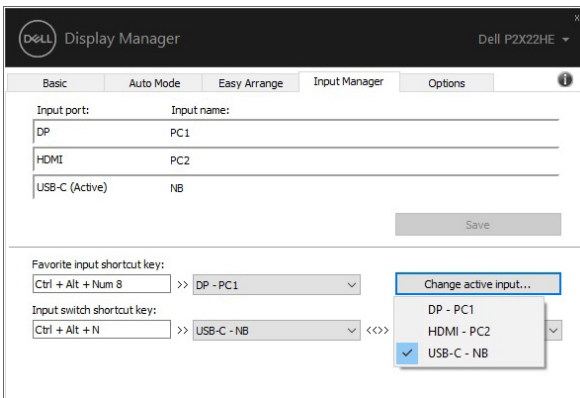 DELL Display Manager Dell P2X22HE
Basic Auto Mode Easy Arrange Input Manager Options
Input port: Input name:
DP PC1
HDMI PC2
USB-C (Active) NB
Save
Favorite input shortcut key:
Ctrl + Alt + Num 8 >> DP - PC1 Change active input...
Input switch shortcut key:
Ctrl + Alt + N >> USB-C - NB <<>>
DP - PC1
HDMI - PC2
USB-C - NB